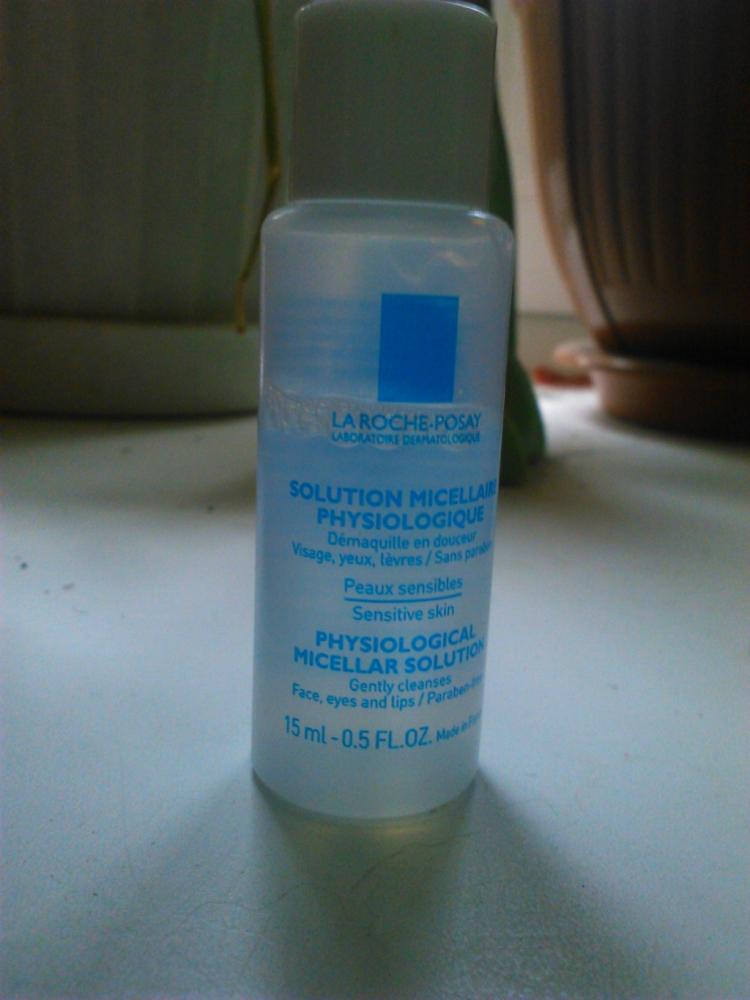 LA ROCHE-POSAY
LABORATOIRE DERMATOLOGIQUE
SOLUTION MICELLAIRE
PHYSIOLOGIQUE
Démaquille en douceur
Visage, yeux, lèvres / Sans
Peaux sensibles
Sensitive skin
PHYSIOLOGICAL
MICELLAR SOLUTION
Gently cleanses
Face, eyes and lips / Paraben-
15 ml - 0.5 FL.OZ. Made in